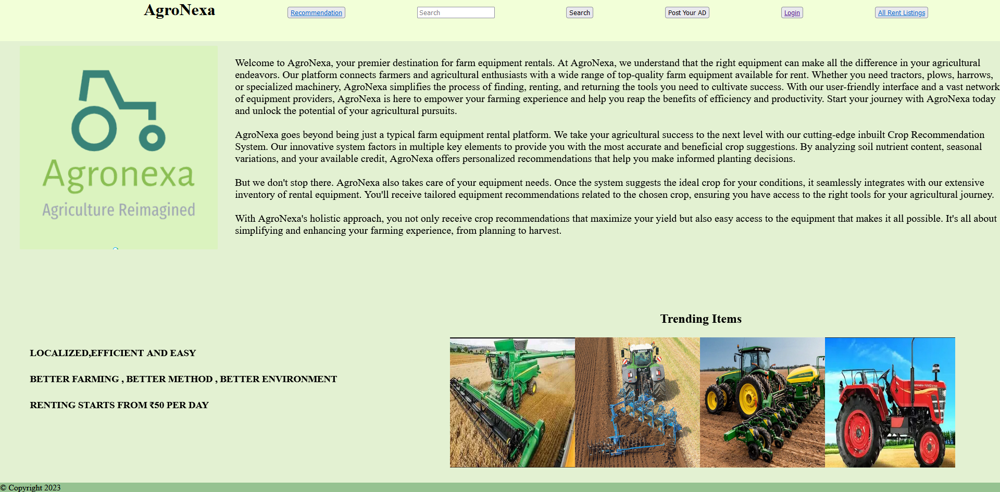 AgroNexa
Recommendation
Search
Search
Post Your AD
Login
All Rent Listings
Agronexa
Agriculture Reimagined
Welcome to AgroNexa, your premier destination for farm equipment rentals. At AgroNexa, we understand that the right equipment can make all the difference in your agricultural
endeavors. Our platform connects farmers and agricultural enthusiasts with a wide range of top-quality farm equipment available for rent. Whether you need tractors, plows, harrows,
or specialized machinery, AgroNexa simplifies the process of finding, renting, and returning the tools you need to cultivate success. With our user-friendly interface and a vast network
of equipment providers, AgroNexa is here to empower your farming experience and help you reap the benefits of efficiency and productivity. Start your journey with AgroNexa today
and unlock the potential of your agricultural pursuits.
AgroNexa goes beyond being just a typical farm equipment rental platform. We take your agricultural success to the next level with our cutting-edge inbuilt Crop Recommendation
System. Our innovative system factors in multiple key elements to provide you with the most accurate and beneficial crop suggestions. By analyzing soil nutrient content, seasonal
variations, and your available credit, AgroNexa offers personalized recommendations that help you make informed planting decisions.
But we don't stop there. AgroNexa also takes care of your equipment needs. Once the system suggests the ideal crop for your conditions, it seamlessly integrates with our extensive
inventory of rental equipment. You'll receive tailored equipment recommendations related to the chosen crop, ensuring you have access to the right tools for your agricultural journey.
With AgroNexa's holistic approach, you not only receive crop recommendations that maximize your yield but also easy access to the equipment that makes it all possible. It's all about
simplifying and enhancing your farming experience, from planning to harvest.
Trending Items
LOCALIZED,EFFICIENT AND EASY
BETTER FARMING , BETTER METHOD , BETTER ENVIRONMENT
RENTING STARTS FROM ₹50 PER DAY
© Copyright 2023